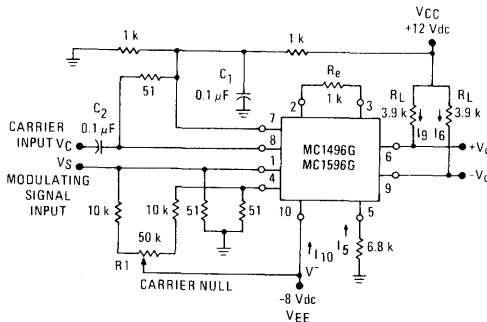 VCC
+12 Vdc
1 k
1 k
Re
1 k
RL
3.9 k
RL
3.9 k
I9
I6
51
C1
0.1 µF
C2
0.1 µF
2
3
7
8
1
4
10
5
6
9
MC1496G
MC1596G
CARRIER
INPUT VC
VS
MODULATING
SIGNAL
INPUT
+Vo
-Vo
10 k
10 k
51
51
50 k
R1
CARRIER NULL
V-
I10
I5
6.8 k
-8 Vdc
VEE